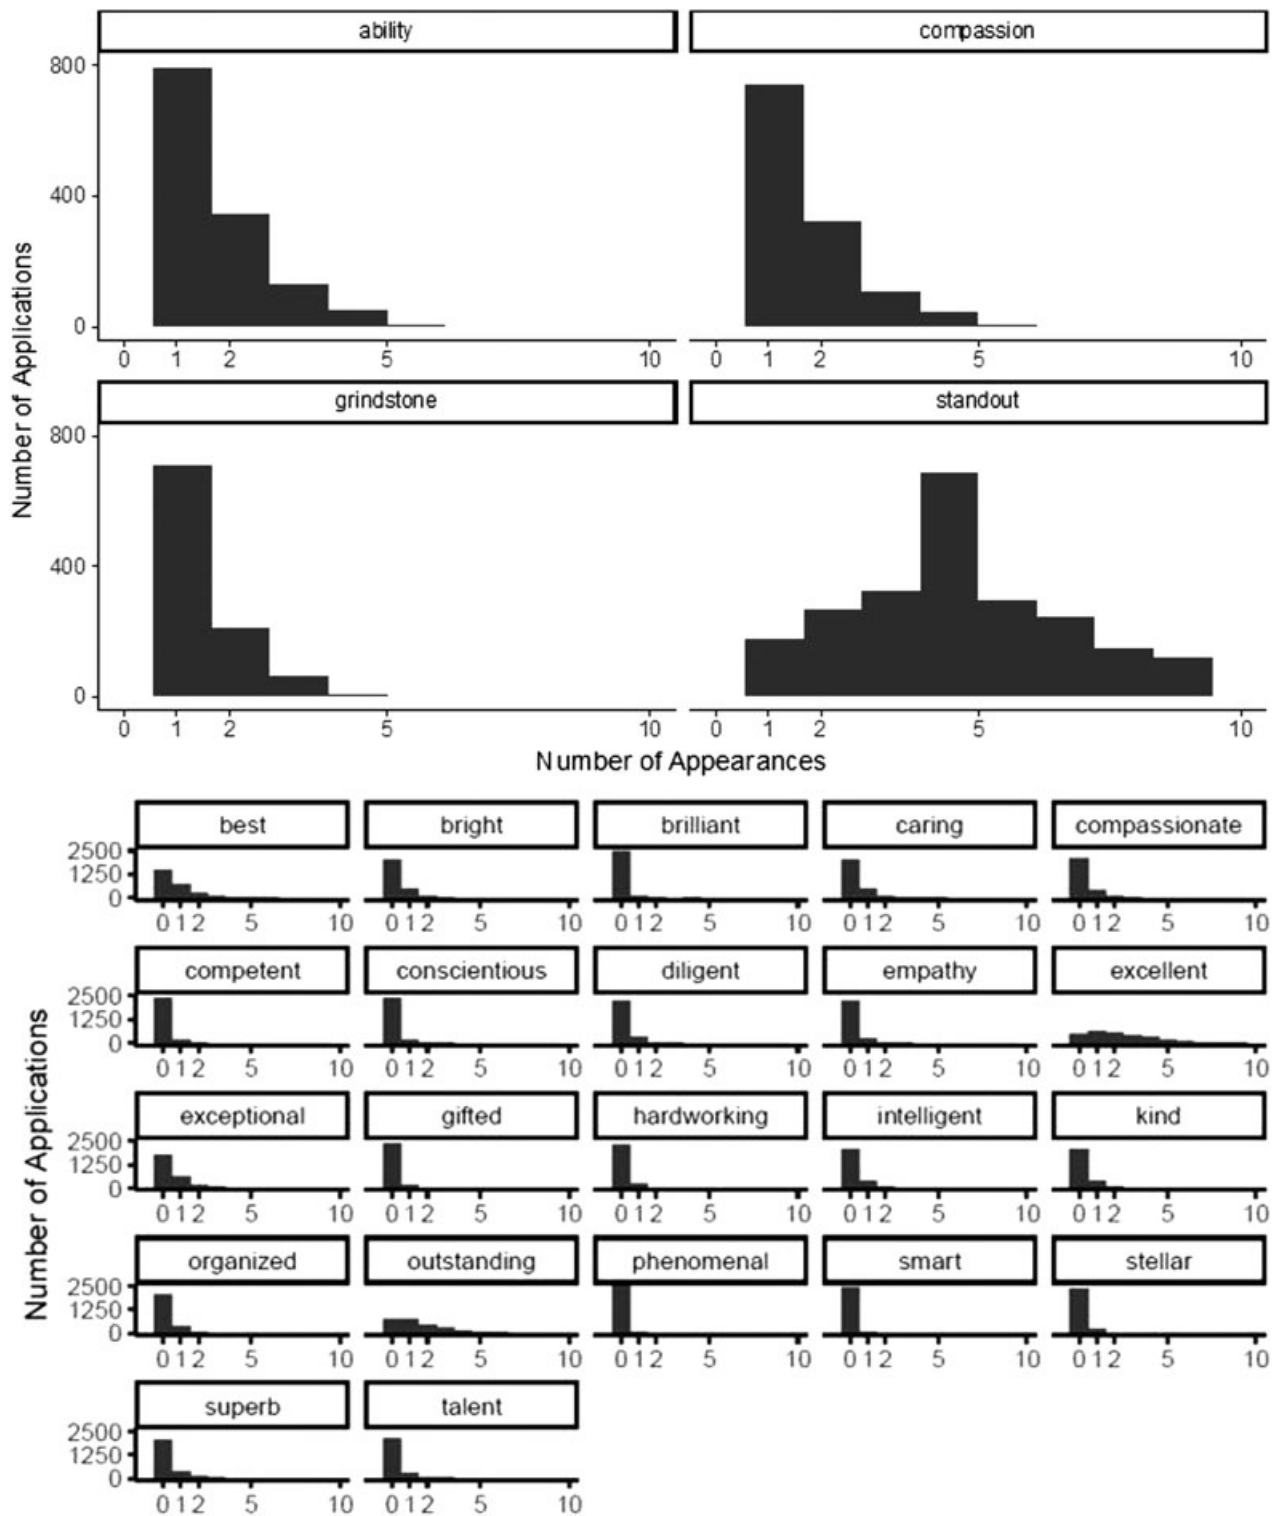 ability compassion
800
400
0
0 1 2 5 10 0 1 2 5 10
grindstone standout
800
400
0
0 1 2 5 10 0 1 2 5 10
Number of Applications
Number of Appearances
best bright brilliant caring compassionate
2500
1250
0
0 1 2 5 10 0 1 2 5 10 0 1 2 5 10 0 1 2 5 10 0 1 2 5 10
competent conscientious diligent empathy excellent
2500
1250
0
0 1 2 5 10 0 1 2 5 10 0 1 2 5 10 0 1 2 5 10 0 1 2 5 10
exceptional gifted hardworking intelligent kind
2500
1250
0
0 1 2 5 10 0 1 2 5 10 0 1 2 5 10 0 1 2 5 10 0 1 2 5 10
organized outstanding phenomenal smart stellar
2500
1250
0
0 1 2 5 10 0 1 2 5 10 0 1 2 5 10 0 1 2 5 10 0 1 2 5 10
superb talent
2500
1250
0
0 1 2 5 10 0 1 2 5 10
Number of Applications